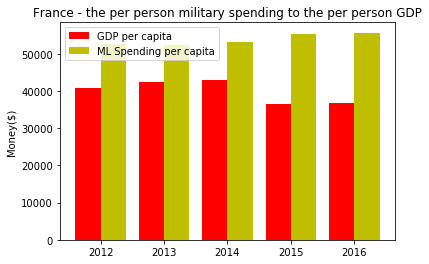 France - the per person military spending to the per person GDP
GDP per capita
ML Spending per capita
Money($)
50000
40000
30000
20000
10000
0
2012 2013 2014 2015 2016